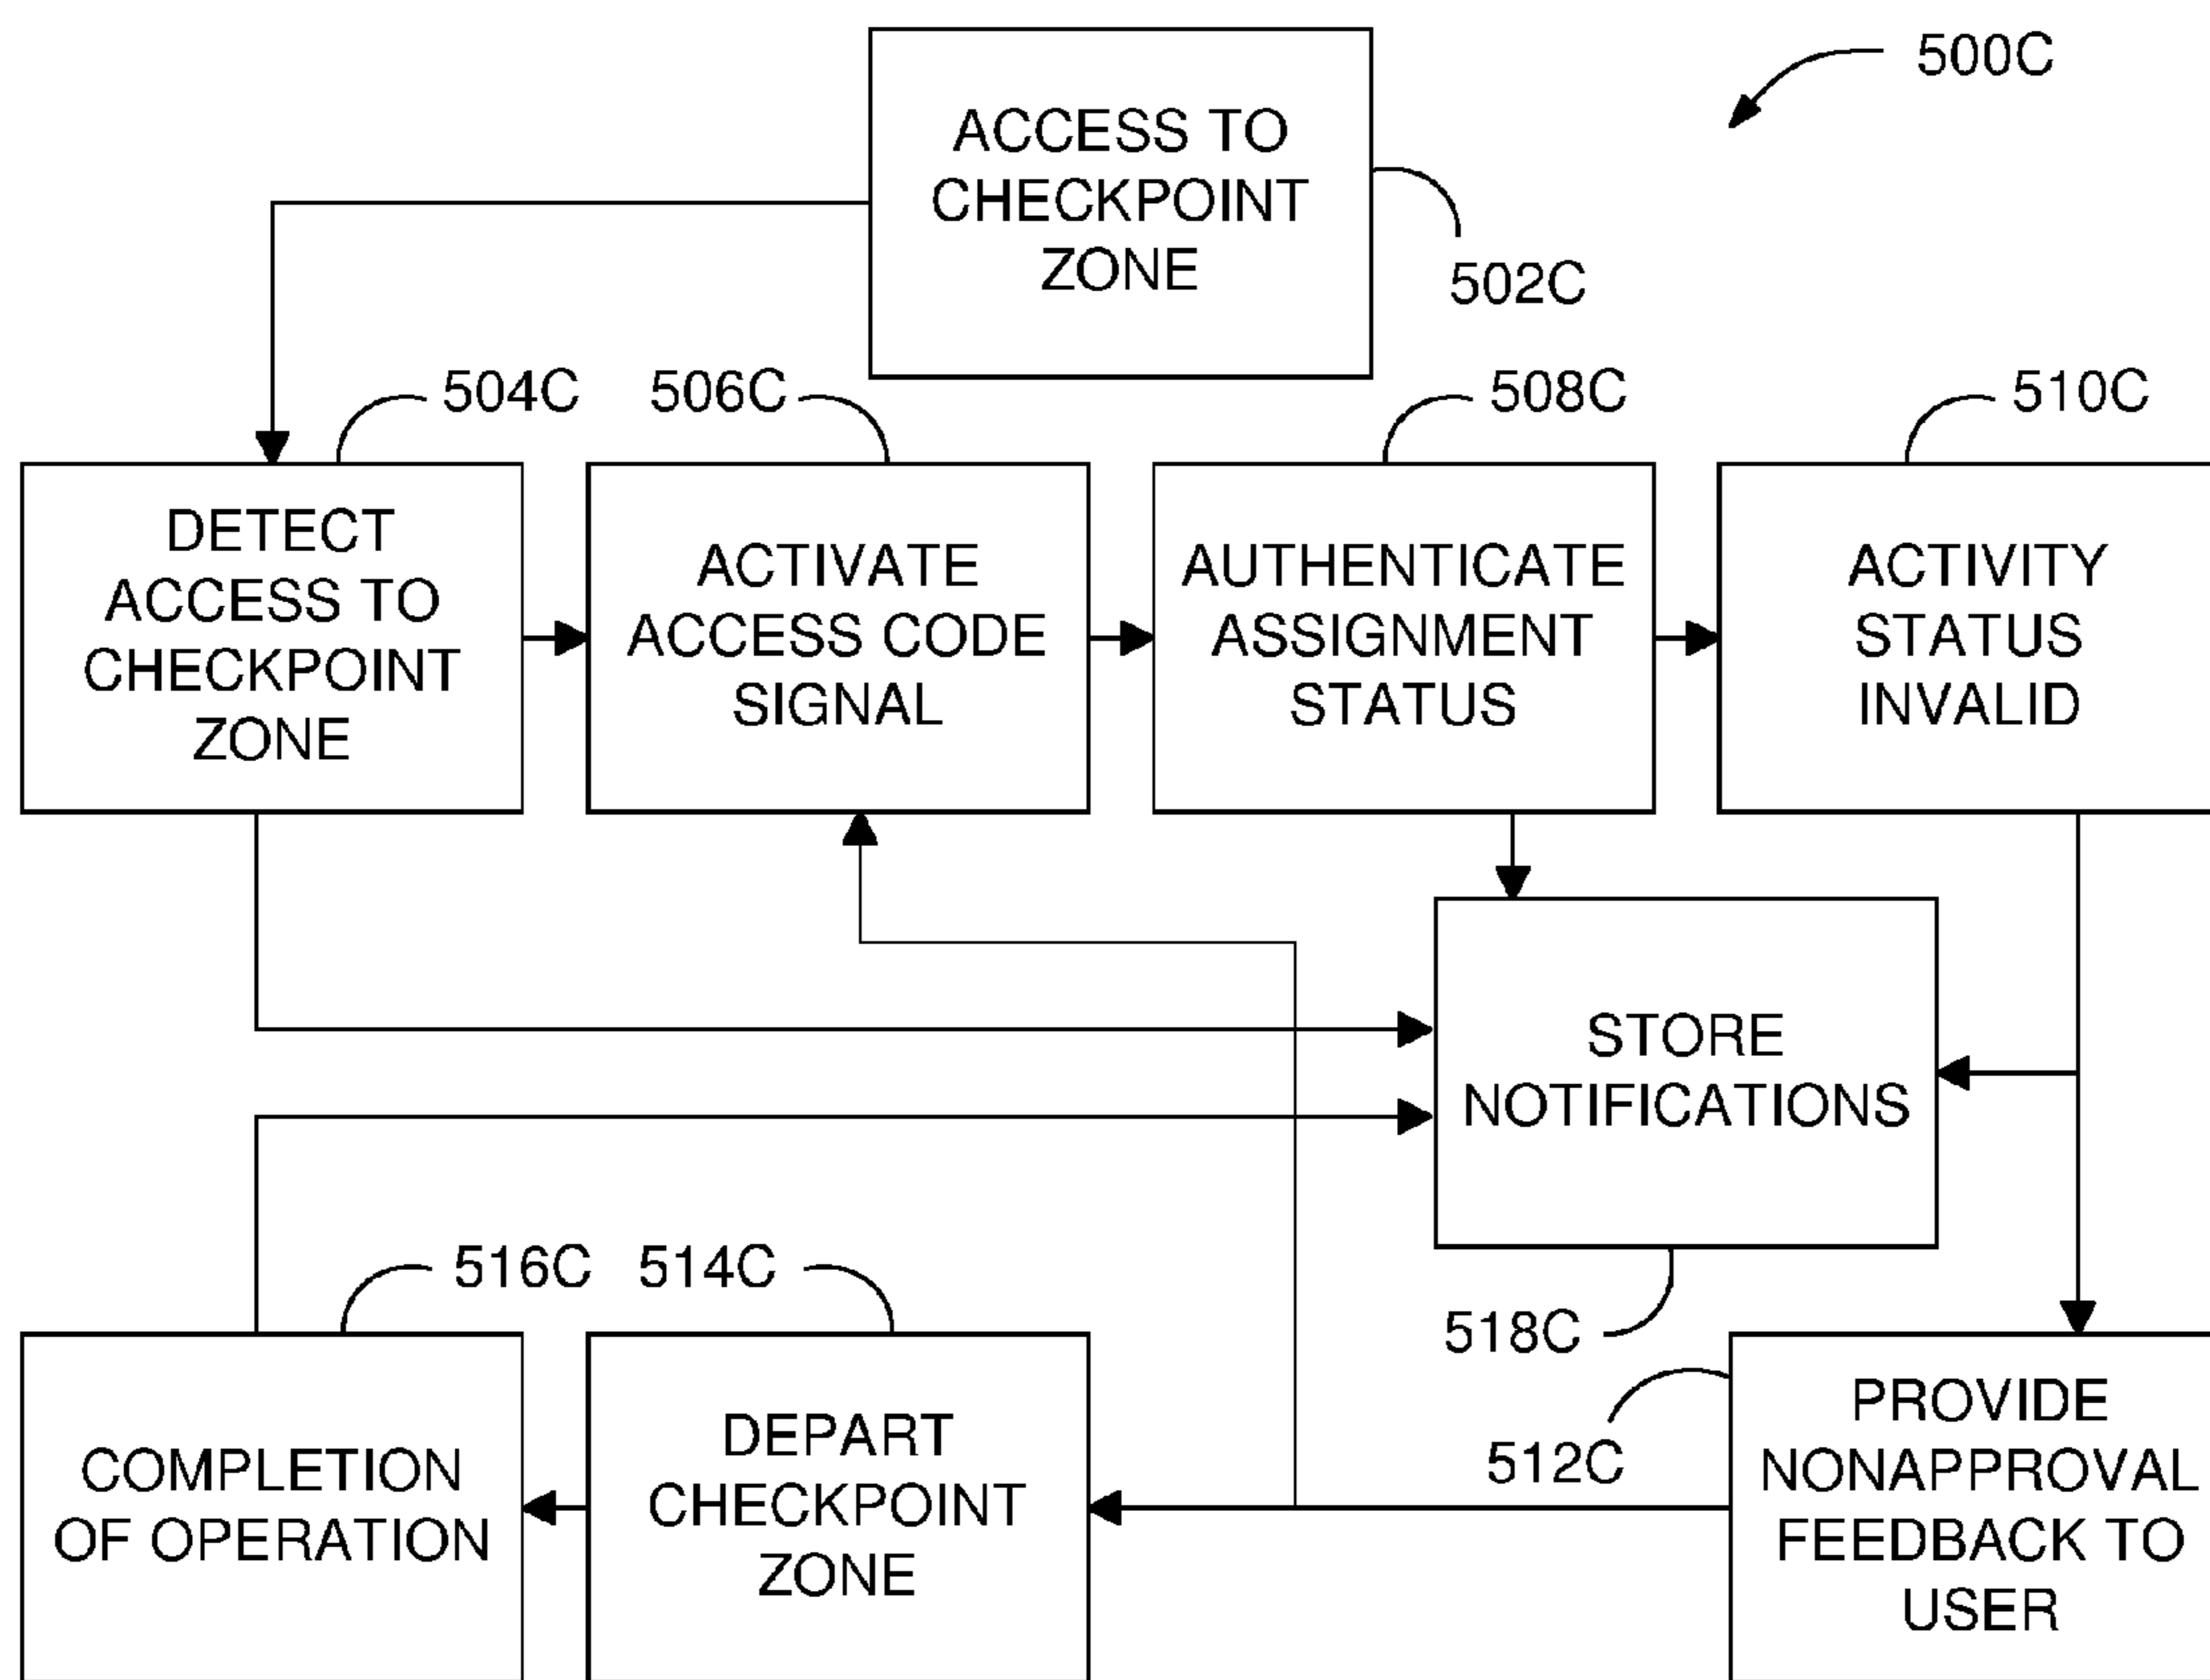 500C
ACCESS TO
CHECKPOINT
ZONE
502C
504C
506C
508C
510C
DETECT
ACCESS TO
CHECKPOINT
ZONE
ACTIVATE
ACCESS CODE
SIGNAL
AUTHENTICATE
ASSIGNMENT
STATUS
ACTIVITY
STATUS
INVALID
STORE
NOTIFICATIONS
516C
514C
518C
512C
COMPLETION
OF OPERATION
DEPART
CHECKPOINT
ZONE
PROVIDE
NONAPPROVAL
FEEDBACK TO
USER